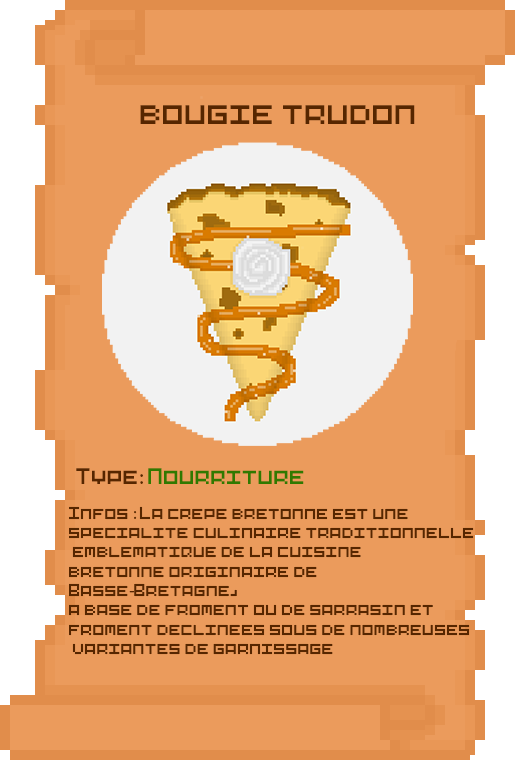 BOUGIE TRUDON
TYPE: NOURRITURE
INFOS : LA CREPE BRETONNE EST UNE
SPECIALITE CULINAIRE TRADITIONNELLE
EMBLEMATIQUE DE LA CUISINE
BRETONNE ORIGINAIRE DE
BASSE-BRETAGNE,
A BASE DE FROMENT OU DE SARRASIN ET
FROMENT DECLINEES SOUS DE NOMBREUSES
VARIANTES DE GARNISSAGE